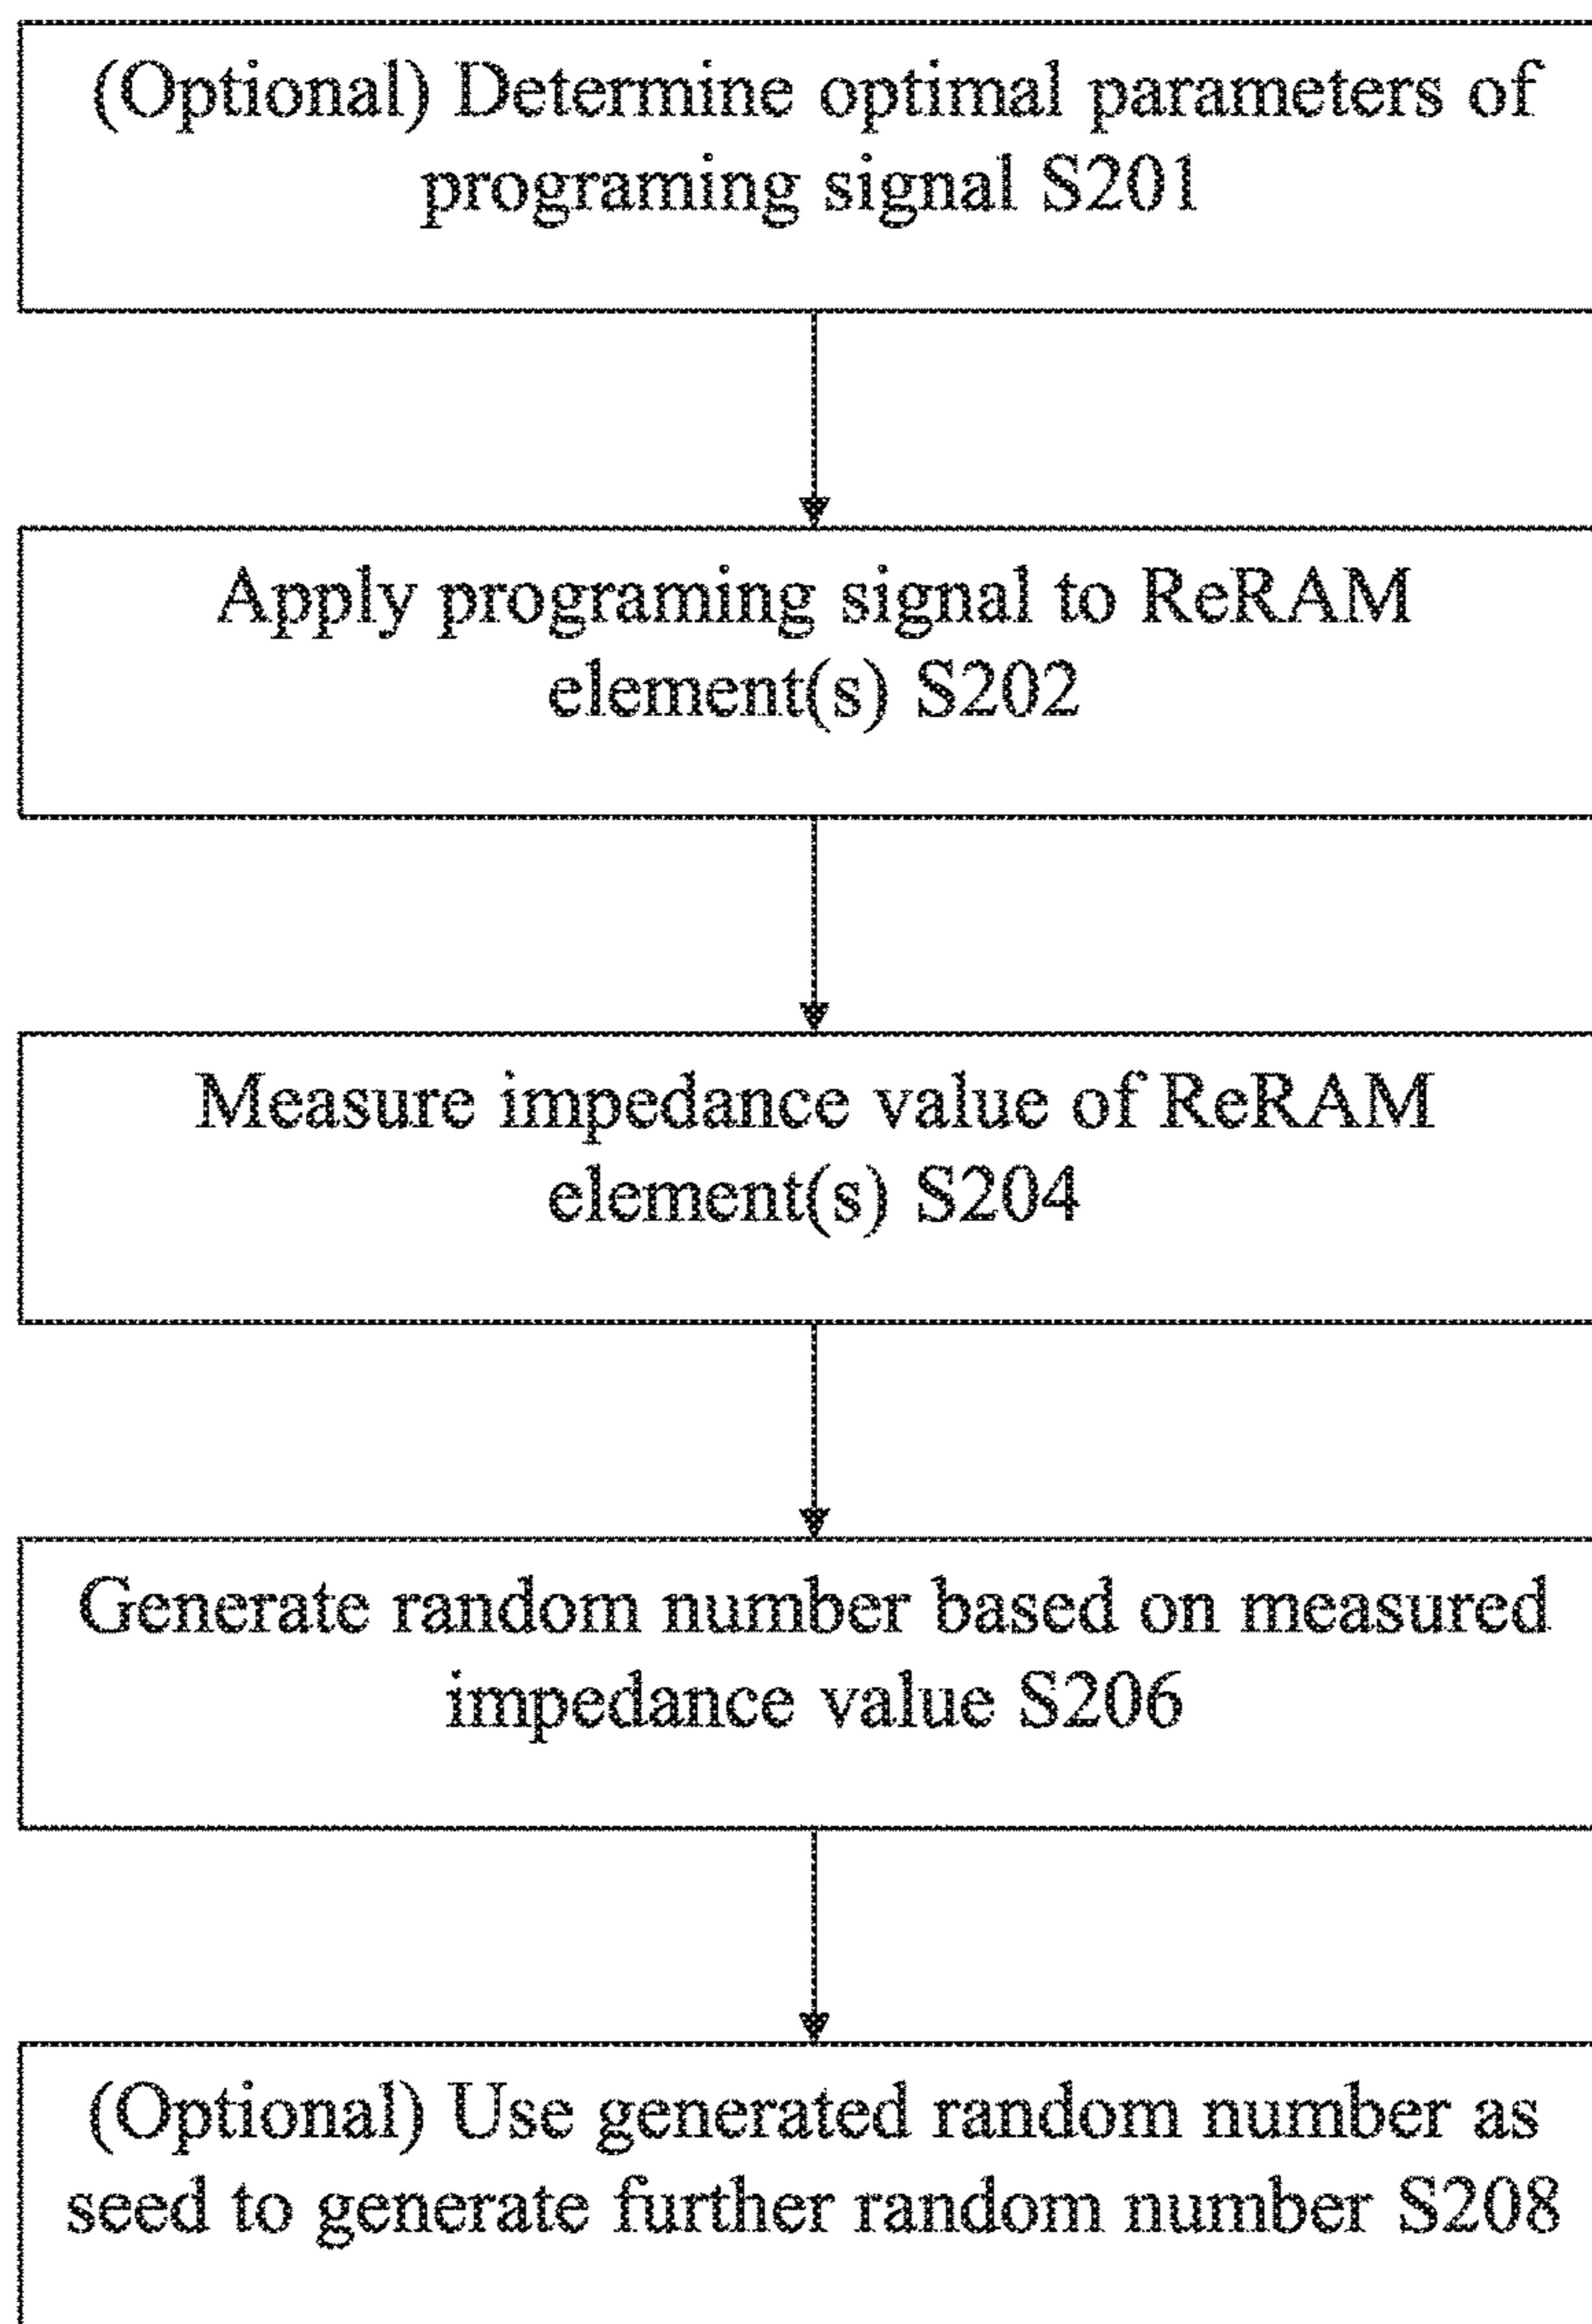 (Optional) Determine optimal parameters of
programing signal S201
Apply programing signal to ReRAM
element(s) S202
Measure impedance value of ReRAM
element(s) S204
Generate random number based on measured
impedance value S206
(Optional) Use generated random number as
seed to generate further random number S208